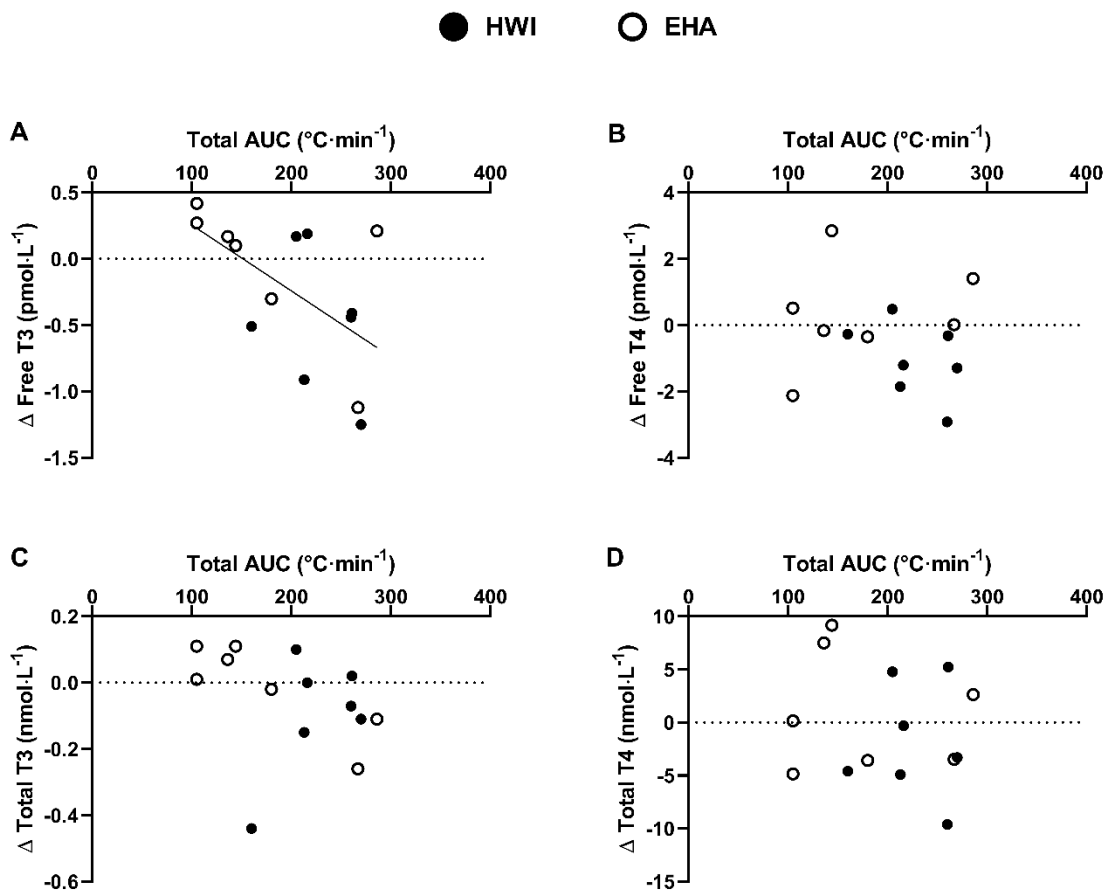 HWI EHA
A
Total AUC (°C·min⁻¹)
0 100 200 300 400
0.5
0.0
-0.5
-1.0
-1.5
Δ Free T3 (pmol·L⁻¹)
B
Total AUC (°C·min⁻¹)
0 100 200 300 400
4
2
0
-2
-4
Δ Free T4 (pmol·L⁻¹)
C
Total AUC (°C·min⁻¹)
0 100 200 300 400
0.2
0.0
-0.2
-0.4
-0.6
Δ Total T3 (nmol·L⁻¹)
D
Total AUC (°C·min⁻¹)
0 100 200 300 400
10
5
0
-5
-10
-15
Δ Total T4 (nmol·L⁻¹)